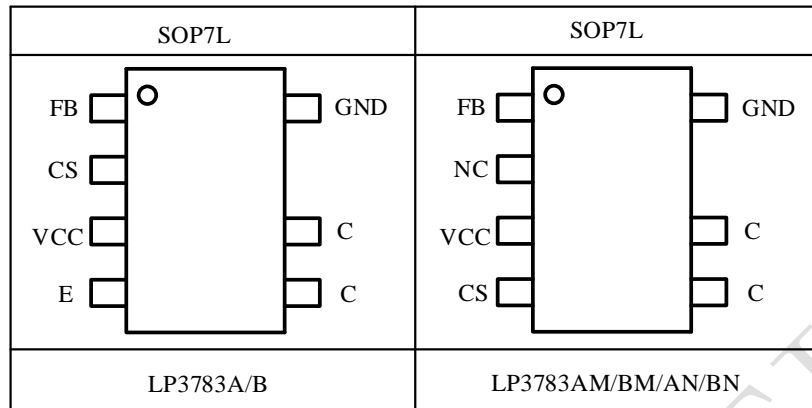 SOP7L
SOP7L
FB
GND
FB
GND
CS
NC
VCC
C
VCC
C
E
C
CS
C
LP3783A/B
LP3783AM/BM/AN/BN